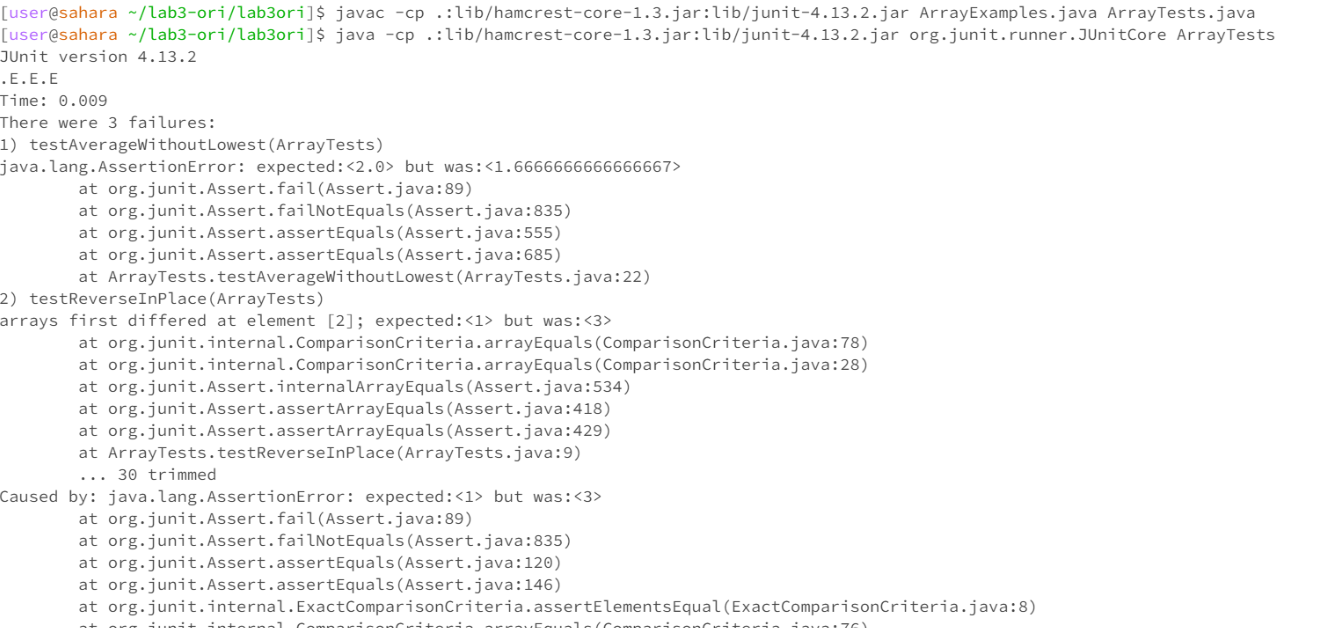 [user@sahara ~/lab3-ori/lab3ori]$ javac -cp .:lib/hamcrest-core-1.3.jar:lib/junit-4.13.2.jar ArrayExamples.java ArrayTests.java
[user@sahara ~/lab3-ori/lab3ori]$ java -cp .:lib/hamcrest-core-1.3.jar:lib/junit-4.13.2.jar org.junit.runner.JUnitCore ArrayTests
JUnit version 4.13.2
.E.E.E
Time: 0.009
There were 3 failures:
1) testAverageWithoutLowest(ArrayTests)
java.lang.AssertionError: expected:<2.0> but was:<1.6666666666666667>
        at org.junit.Assert.fail(Assert.java:89)
        at org.junit.Assert.failNotEquals(Assert.java:835)
        at org.junit.Assert.assertEquals(Assert.java:555)
        at org.junit.Assert.assertEquals(Assert.java:685)
        at ArrayTests.testAverageWithoutLowest(ArrayTests.java:22)
2) testReverseInPlace(ArrayTests)
arrays first differed at element [2]; expected:<1> but was:<3>
        at org.junit.internal.ComparisonCriteria.arrayEquals(ComparisonCriteria.java:78)
        at org.junit.internal.ComparisonCriteria.arrayEquals(ComparisonCriteria.java:28)
        at org.junit.Assert.internalArrayEquals(Assert.java:534)
        at org.junit.Assert.assertArrayEquals(Assert.java:418)
        at org.junit.Assert.assertArrayEquals(Assert.java:429)
        at ArrayTests.testReverseInPlace(ArrayTests.java:9)
        ... 30 trimmed
Caused by: java.lang.AssertionError: expected:<1> but was:<3>
        at org.junit.Assert.fail(Assert.java:89)
        at org.junit.Assert.failNotEquals(Assert.java:835)
        at org.junit.Assert.assertEquals(Assert.java:120)
        at org.junit.Assert.assertEquals(Assert.java:146)
        at org.junit.internal.ExactComparisonCriteria.assertElementsEqual(ExactComparisonCriteria.java:8)
        at org.junit.internal.ComparisonCriteria.arrayEquals(ComparisonCriteria.java:76)